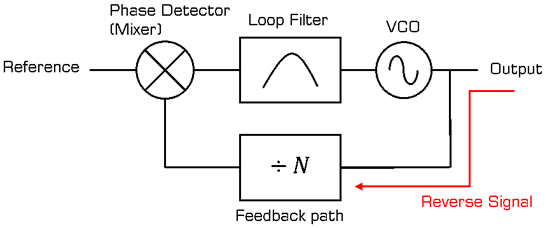 Phase Detector
(Mixer)
Loop Filter
VCO
Reference
Output
÷ N
Reverse Signal
Feedback path